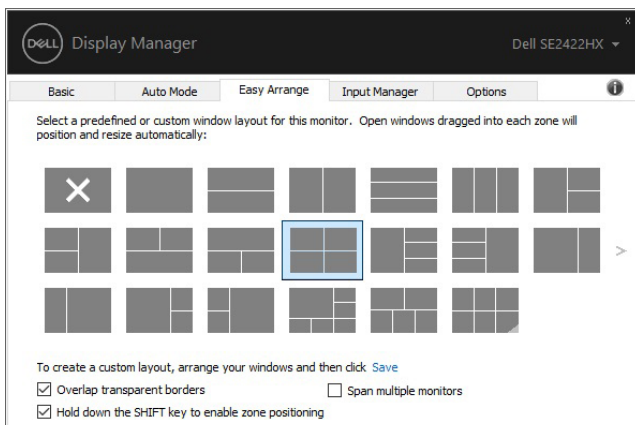 x
DELL Display Manager Dell SE2422HX
Basic Auto Mode Easy Arrange Input Manager Options i
Select a predefined or custom window layout for this monitor. Open windows dragged into each zone will
position and resize automatically:
>
To create a custom layout, arrange your windows and then click Save
Overlap transparent borders Span multiple monitors
Hold down the SHIFT key to enable zone positioning